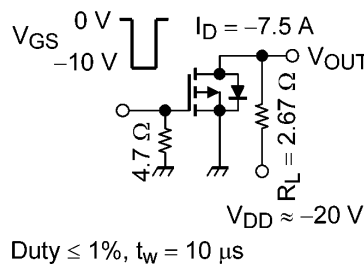 0 V
V_GS
−10 V
I_D = −7.5 A
V_OUT
4.7 Ω
R_L = 2.67 Ω
V_DD ≈ −20 V
Duty ≤ 1%, t_w = 10 μs